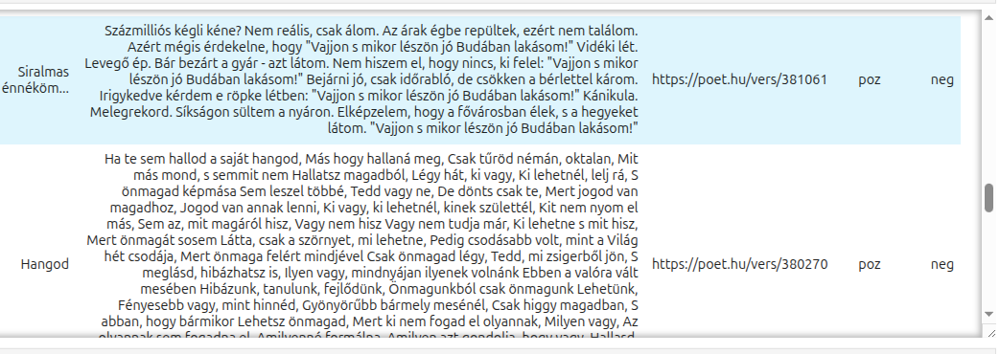 Százmilliós kégli kéne? Nem reális, csak álom. Az árak égbe repültek, ezért nem találom.
Azért mégis érdekelne, hogy "Vajjon s mikor lészön jó Budában lakásom!" Vidéki lét.
Levegő ép. Bár bezárt a gyár - azt látom. Nem hiszem el, hogy nincs, ki felel: "Vajjon s mikor
Siralmas énnéköm...
lészön jó Budában lakásom!" Bejárni jó, csak időrabló, de csökken a bérlettel károm.
https://poet.hu/vers/381061 poz neg
Irigykedve kérdem e röpke létben: "Vajjon s mikor lészön jó Budában lakásom!" Kánikula.
Melegrekord. Síkságon sültem a nyáron. Elképzelem, hogy a fővárosban élek, s a hegyeket
látom. "Vajjon s mikor lészön jó Budában lakásom!"
Ha te sem hallod a saját hangod, Más hogy hallaná meg, Csak tűröd némán, oktalan, Mit
más mond, s semmit nem Hallatsz magadból, Légy hát, ki vagy, Ki lehetnél, lelj rá, S
önmagad képmása Sem leszel többé, Tedd vagy ne, De dönts csak te, Mert jogod van
magadhoz, Jogod van annak lenni, Ki vagy, ki lehetnél, kinek születtél, Kit nem nyom el
más, Sem az, mit magáról hisz, Vagy nem hisz Vagy nem tudja már, Ki lehetne s mit hisz,
Mert önmagát sosem Látta, csak a szörnyet, mi lehetne, Pedig csodásabb volt, mint a Világ
hét csodája, Mert önmaga felért mindjével Csak önmagad légy, Tedd, mi zsigerből jön, S
Hangod
meglásd, hibázhatsz is, Ilyen vagy, mindnyájan ilyenek volnánk Ebben a valóra vált
https://poet.hu/vers/380270 poz neg
mesében Hibázunk, tanulunk, fejlődünk, Önmagunkból csak önmagunk Lehetünk,
Fényesebb vagy, mint hinnéd, Gyönyörűbb bármely mesénél, Csak higgy magadban, S
abban, hogy bármikor Lehetsz önmagad, Mert ki nem fogad el olyannak, Milyen vagy, Az
olyannak sem fogadna el, Amilyenné formálna, Amilyen azt gondolja, hogy vagy, Hallasd